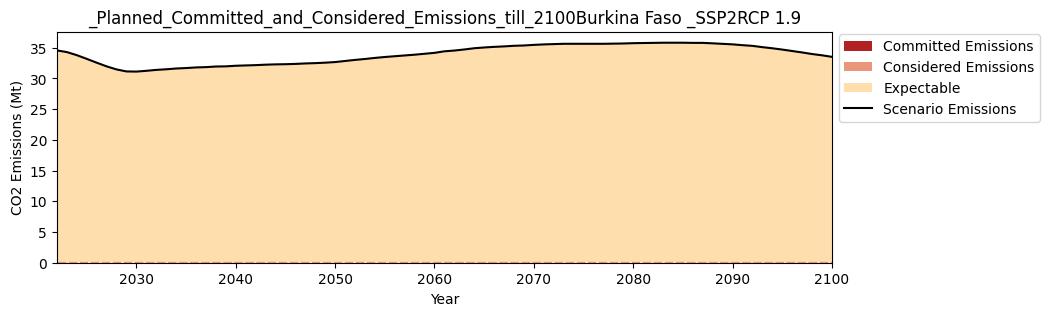 _Planned_Committed_and_Considered_Emissions_till_2100Burkina Faso _SSP2RCP 1.9
CO2 Emissions (Mt)
35
30
25
20
15
10
5
0
2030 2040 2050 2060 2070 2080 2090 2100
Year
Committed Emissions
Considered Emissions
Expectable
Scenario Emissions